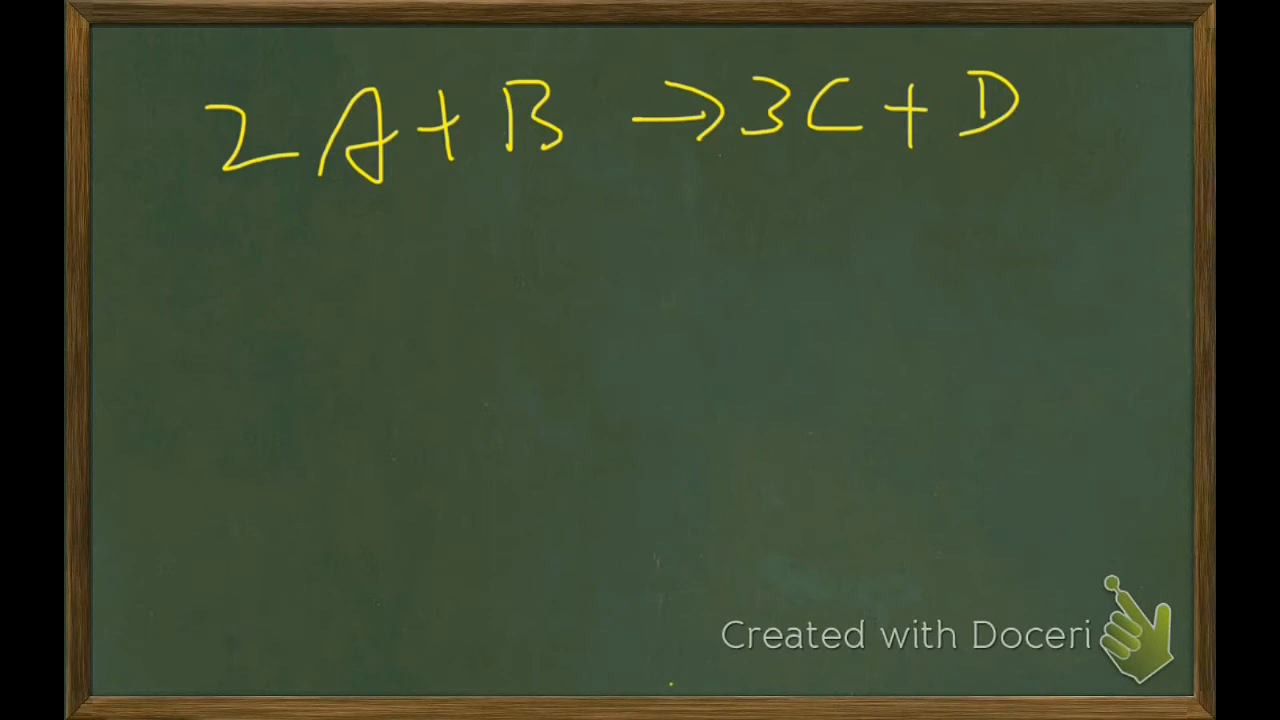 2A + B → 3C + D
Created with Doceri